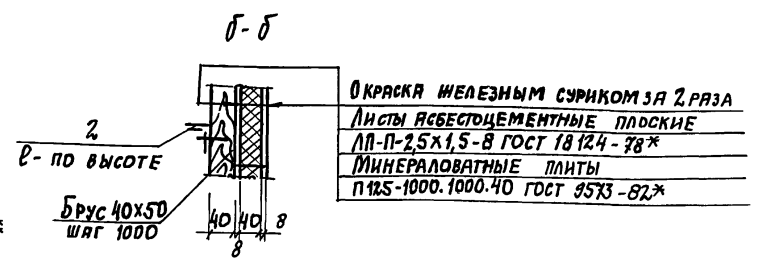 б-б
Окраска железным суриком за 2 раза
Листы асбестоцементные плоские
ЛП-П-2,5х1,5-8 ГОСТ 18124-78*
Минераловатные плиты
П125-1000.1000.40 ГОСТ 9573-82*
2
l - по высоте
Брус 40х50
шаг 1000
40 40 8
8